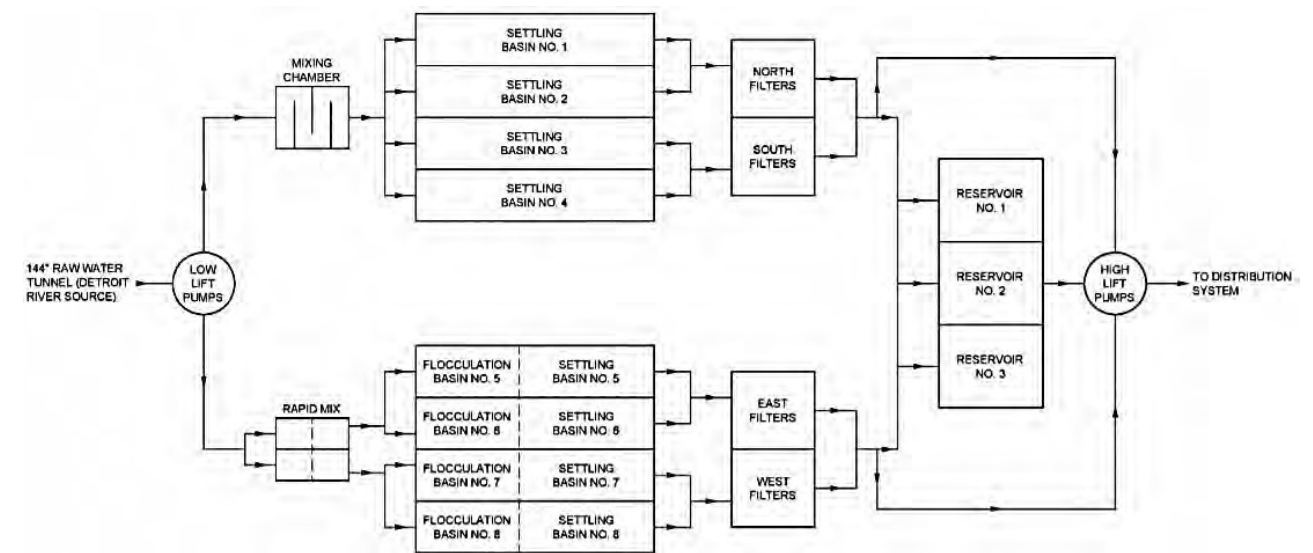 SETTLING
BASIN NO. 1
MIXING
CHAMBER
SETTLING
BASIN NO. 2
NORTH
FILTERS
SETTLING
BASIN NO. 3
SOUTH
FILTERS
SETTLING
BASIN NO. 4
RESERVOIR
NO. 1
144" RAW WATER
TUNNEL (DETROIT
RIVER SOURCE)
LOW
LIFT
PUMPS
RESERVOIR
NO. 2
HIGH
LIFT
PUMPS
TO DISTRIBUTION
SYSTEM
RESERVOIR
NO. 3
FLOCCULATION
BASIN NO. 5
SETTLING
BASIN NO. 5
RAPID MIX
FLOCCULATION
BASIN NO. 6
SETTLING
BASIN NO. 6
EAST
FILTERS
FLOCCULATION
BASIN NO. 7
SETTLING
BASIN NO. 7
WEST
FILTERS
FLOCCULATION
BASIN NO. 8
SETTLING
BASIN NO. 8